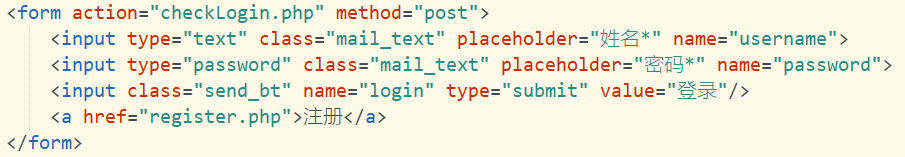 <form action="checkLogin.php" method="post">
<input type="text" class="mail_text" placeholder="姓名*" name="username">
<input type="password" class="mail_text" placeholder="密码*" name="password">
<input class="send_bt" name="login" type="submit" value="登录"/>
<a href="register.php">注册</a>
</form>